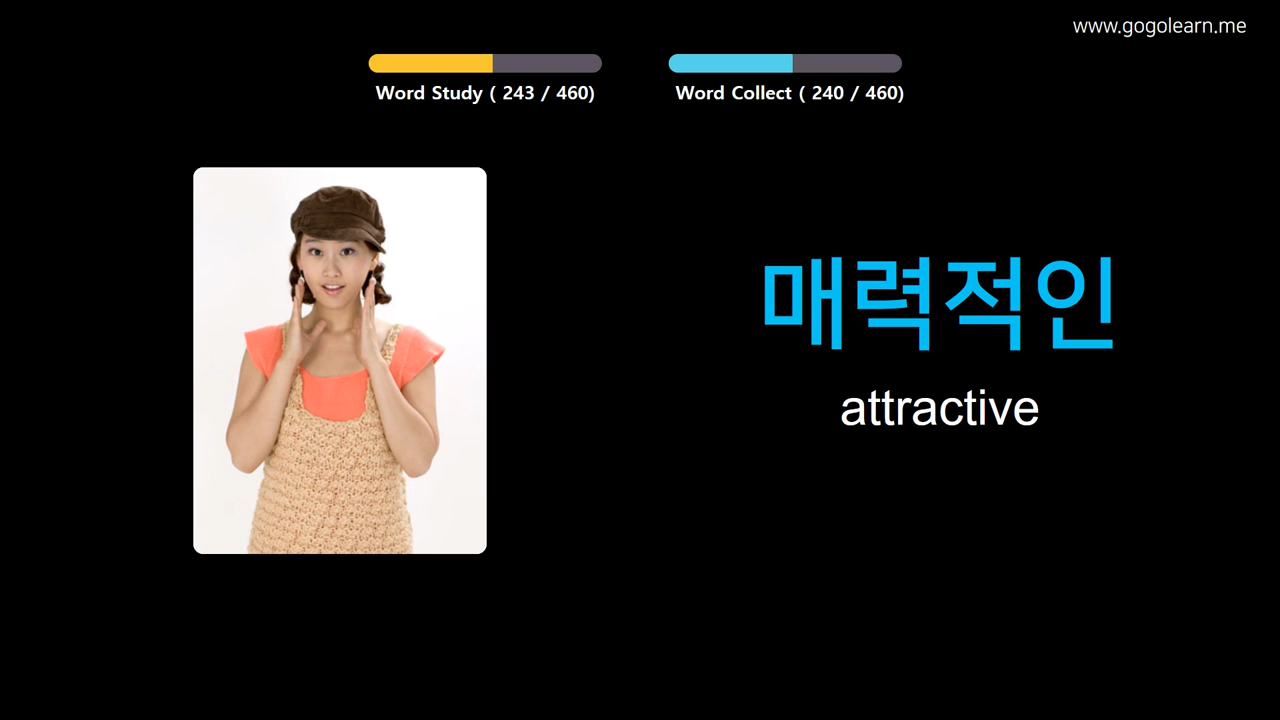 www.gogolearn.me
Word Study ( 243 / 460)
Word Collect ( 240 / 460)
매력적인
attractive